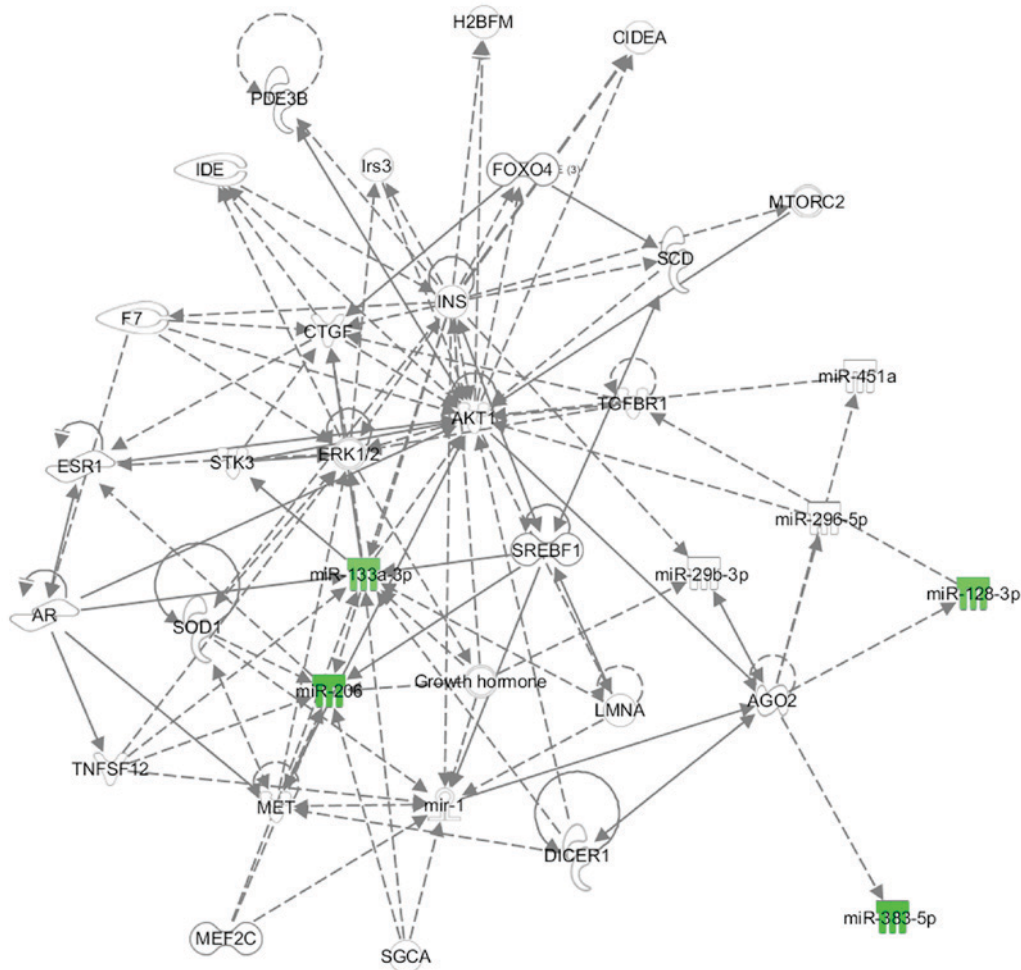 H2BFM
CIDEA
PDE3B
IDE
Irs3
FOXO4
(3)
MTORC2
SCD
INS
F7
CTGF
miR-451a
TGFBR1
AKT1
ESR1
STK3
ERK1/2
miR-296-5p
SREBF1
miR-133a-3p
miR-29b-3p
miR-128-3p
AR
SOD1
miR-206
Growth hormone
LMNA
AGO2
TNFSF12
MET
mir-1
DICER1
miR-383-5p
MEF2C
SGCA